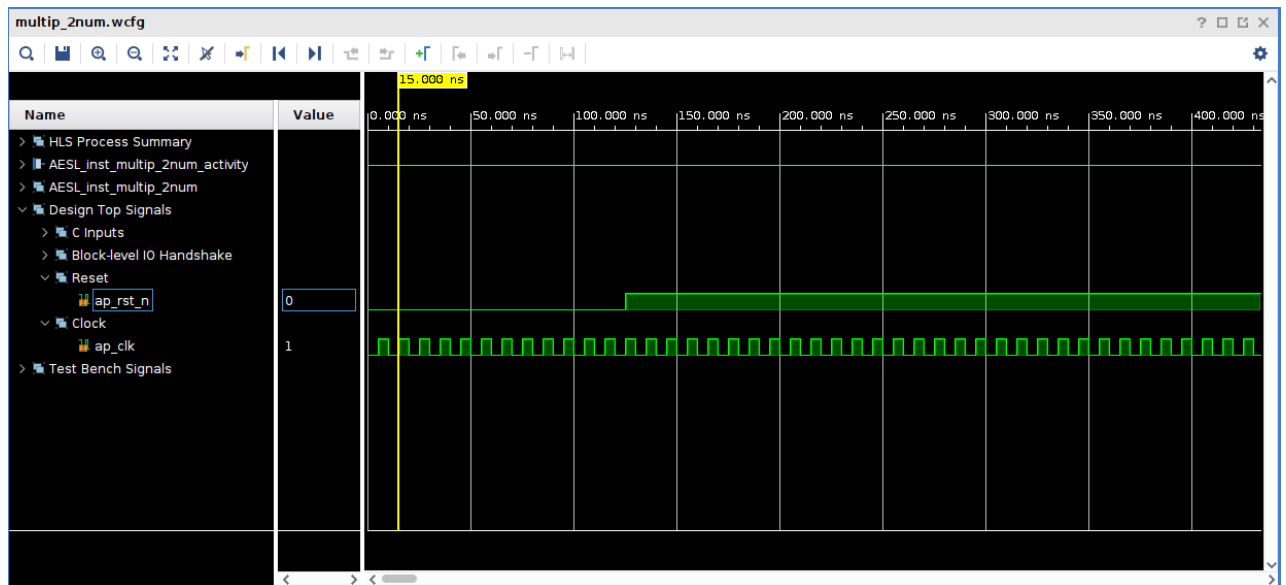 multip_2num.wcfg
15.000 ns
Name Value 0.000 ns 50.000 ns 100.000 ns 150.000 ns 200.000 ns 250.000 ns 300.000 ns 350.000 ns 400.000 ns
HLS Process Summary
AESL_inst_multip_2num_activity
AESL_inst_multip_2num
Design Top Signals
C Inputs
Block-level IO Handshake
Reset
ap_rst_n 0
Clock
ap_clk 1
Test Bench Signals